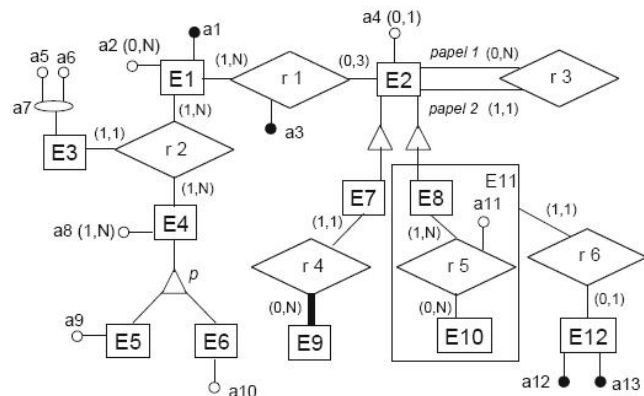 a4 (0,1)
a1
a2 (0,N)
a5 a6
E1 (1,N) r 1 (0,3) E2 papel 1 (0,N) r 3
papel 2 (1,1)
a7
(1,N)
a3
E3 (1,1) r 2
E11
(1,N)
E7 E8 a11
a8 (1,N) E4
(1,1) (1,N) (1,1)
r 4 r 5 r 6
p
(0,N) (0,N) (0,1)
a9 E5 E6 E9 E10 E12
a10 a12 a13